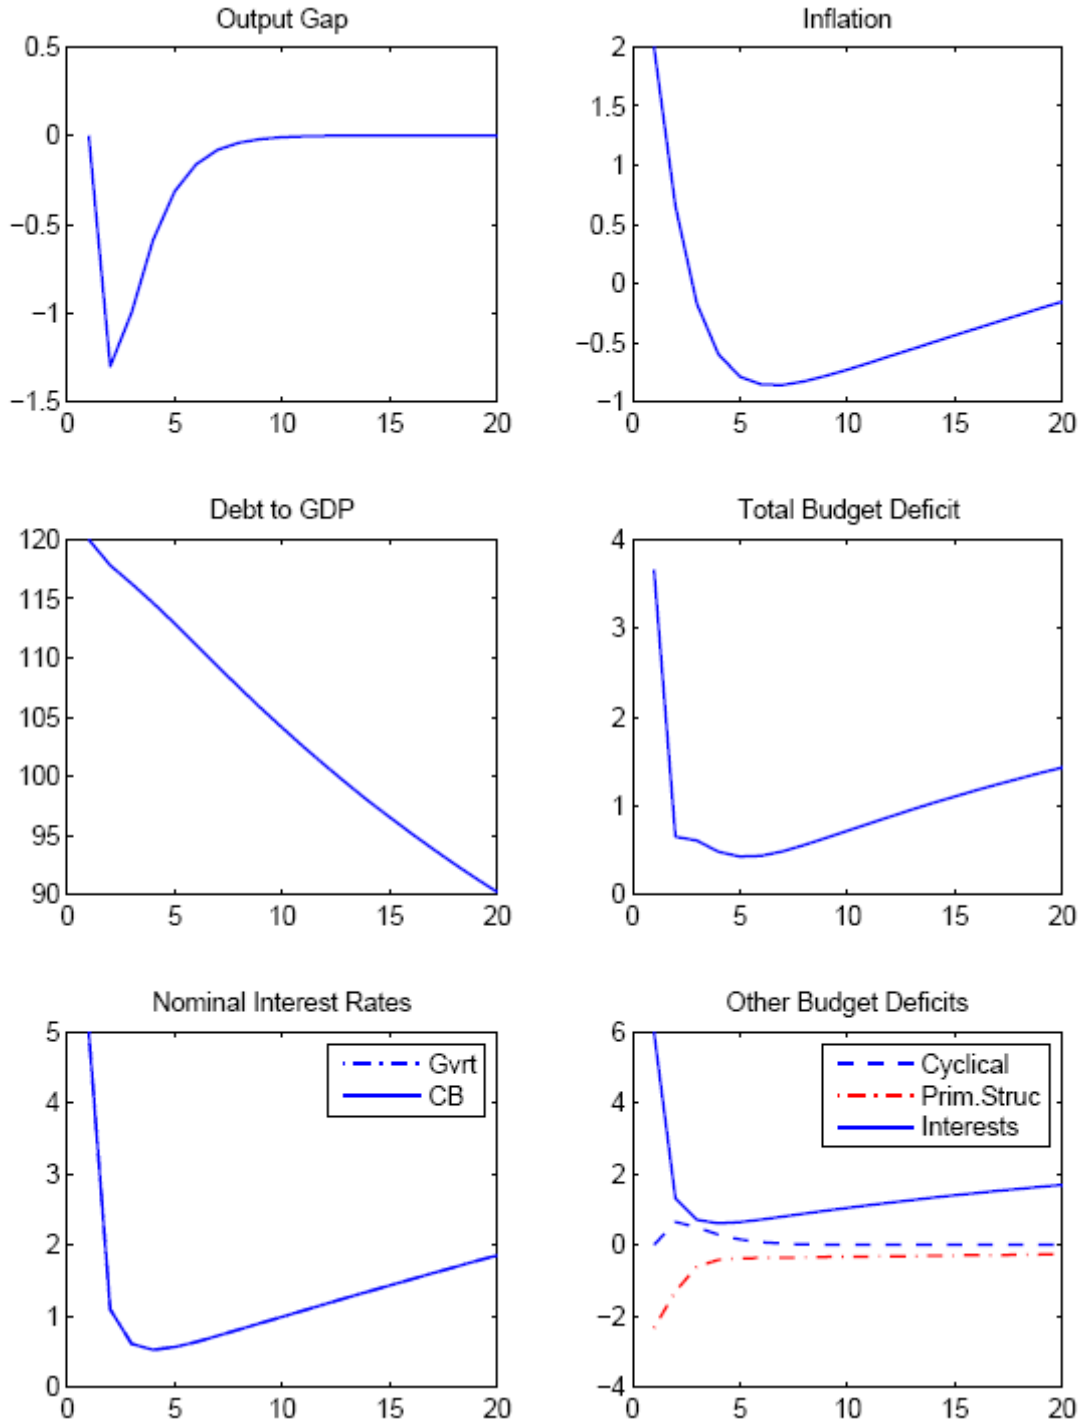 Output Gap
0.5
0
−0.5
−1
−1.5
0 5 10 15 20
Inflation
2
1.5
1
0.5
0
−0.5
−1
0 5 10 15 20
Debt to GDP
120
115
110
105
100
95
90
0 5 10 15 20
Total Budget Deficit
4
3
2
1
0
0 5 10 15 20
Nominal Interest Rates
5
4
3
2
1
0
0 5 10 15 20
Gvrt
CB
Other Budget Deficits
6
4
2
0
−2
−4
0 5 10 15 20
Cyclical
Prim.Struc
Interests